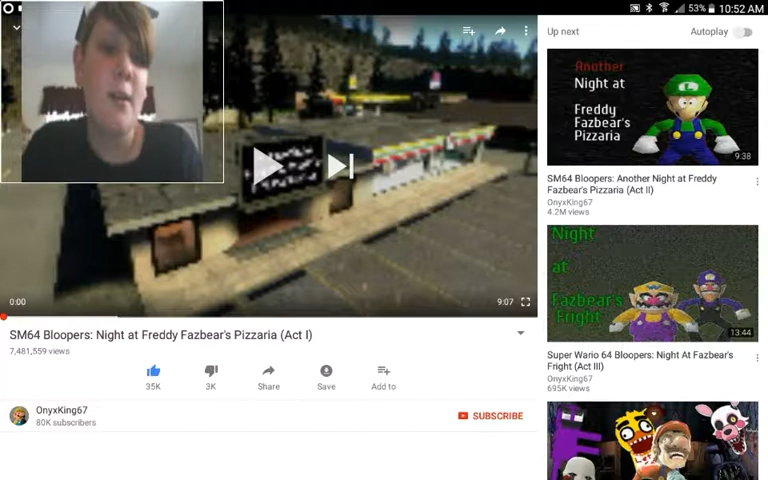 53% 10:52 AM
Up next
Autoplay
Another
Night at
Freddy
Fazbear's
Pizzaria
9:38
SM64 Bloopers: Another Night at Freddy
Fazbear's Pizzaria (Act II)
OnyxKing67
4.2M views
Night
at
Fazbear's
Fright
13:44
Super Wario 64 Bloopers: Night At Fazbear's
Fright (Act III)
OnyxKing67
695K views
0:00
9:07
SM64 Bloopers: Night at Freddy Fazbear's Pizzaria (Act I)
7,481,559 views
35K
3K
Share
Save
Add to
OnyxKing67
80K subscribers
SUBSCRIBE